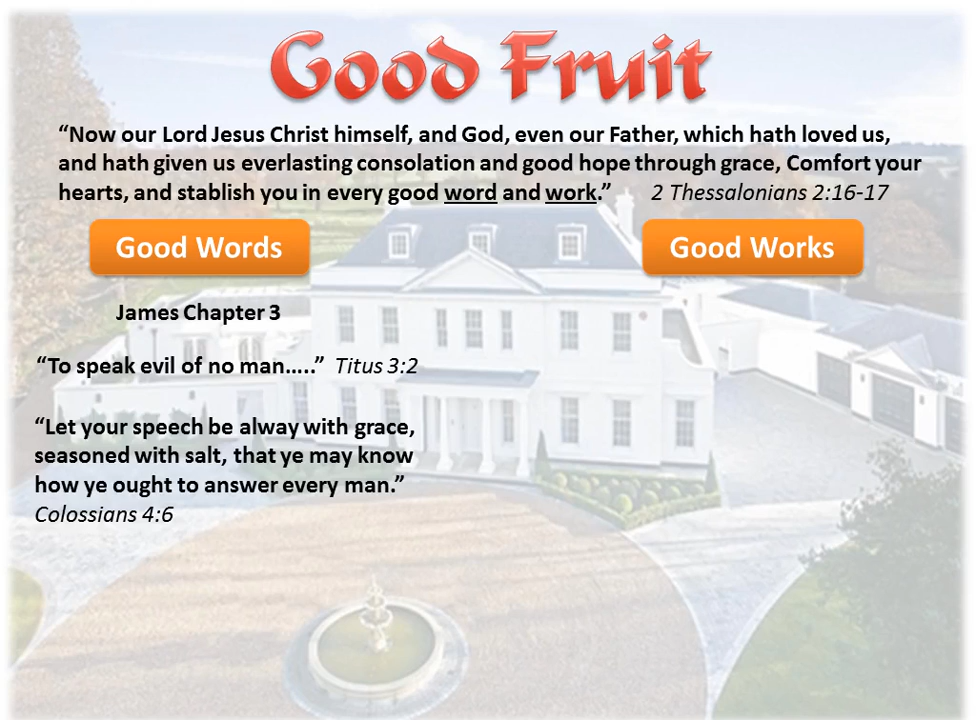 Good Fruit
“Now our Lord Jesus Christ himself, and God, even our Father, which hath loved us,
and hath given us everlasting consolation and good hope through grace, Comfort your
hearts, and stablish you in every good word and work.” 2 Thessalonians 2:16-17
Good Words
Good Works
James Chapter 3
“To speak evil of no man.....” Titus 3:2
“Let your speech be alway with grace,
seasoned with salt, that ye may know
how ye ought to answer every man.”
Colossians 4:6